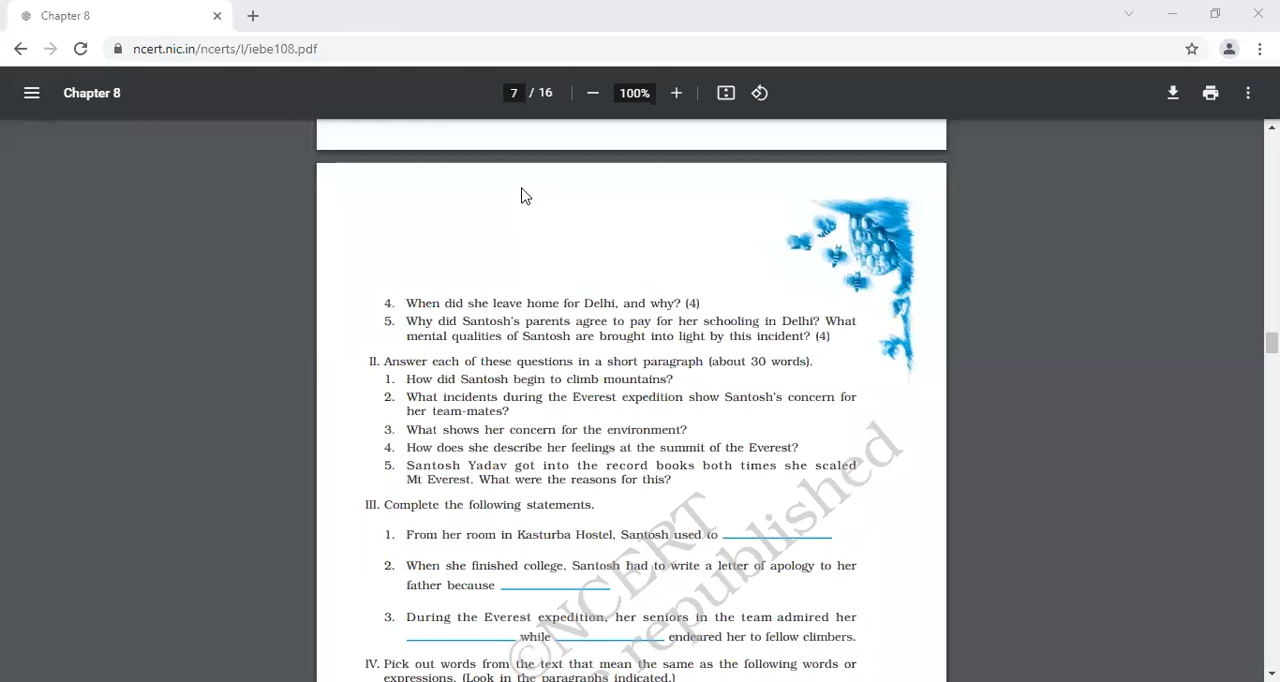 Chapter 8
ncert.nic.in/ncerts/l/iebe108.pdf
Chapter 8
7 / 16
100%
4. When did she leave home for Delhi, and why? (4)
5. Why did Santosh's parents agree to pay for her schooling in Delhi? What
mental qualities of Santosh are brought into light by this incident? (4)
II. Answer each of these questions in a short paragraph (about 30 words).
1. How did Santosh begin to climb mountains?
2. What incidents during the Everest expedition show Santosh's concern for
her team-mates?
3. What shows her concern for the environment?
4. How does she describe her feelings at the summit of the Everest?
5. Santosh Yadav got into the record books both times she scaled
Mt Everest. What were the reasons for this?
III. Complete the following statements.
1. From her room in Kasturba Hostel, Santosh used to
2. When she finished college, Santosh had to write a letter of apology to her
father because
3. During the Everest expedition, her seniors in the team admired her
while endeared her to fellow climbers.
IV. Pick out words from the text that mean the same as the following words or
expressions. (Look in the paragraphs indicated.)
©NCERT
republished